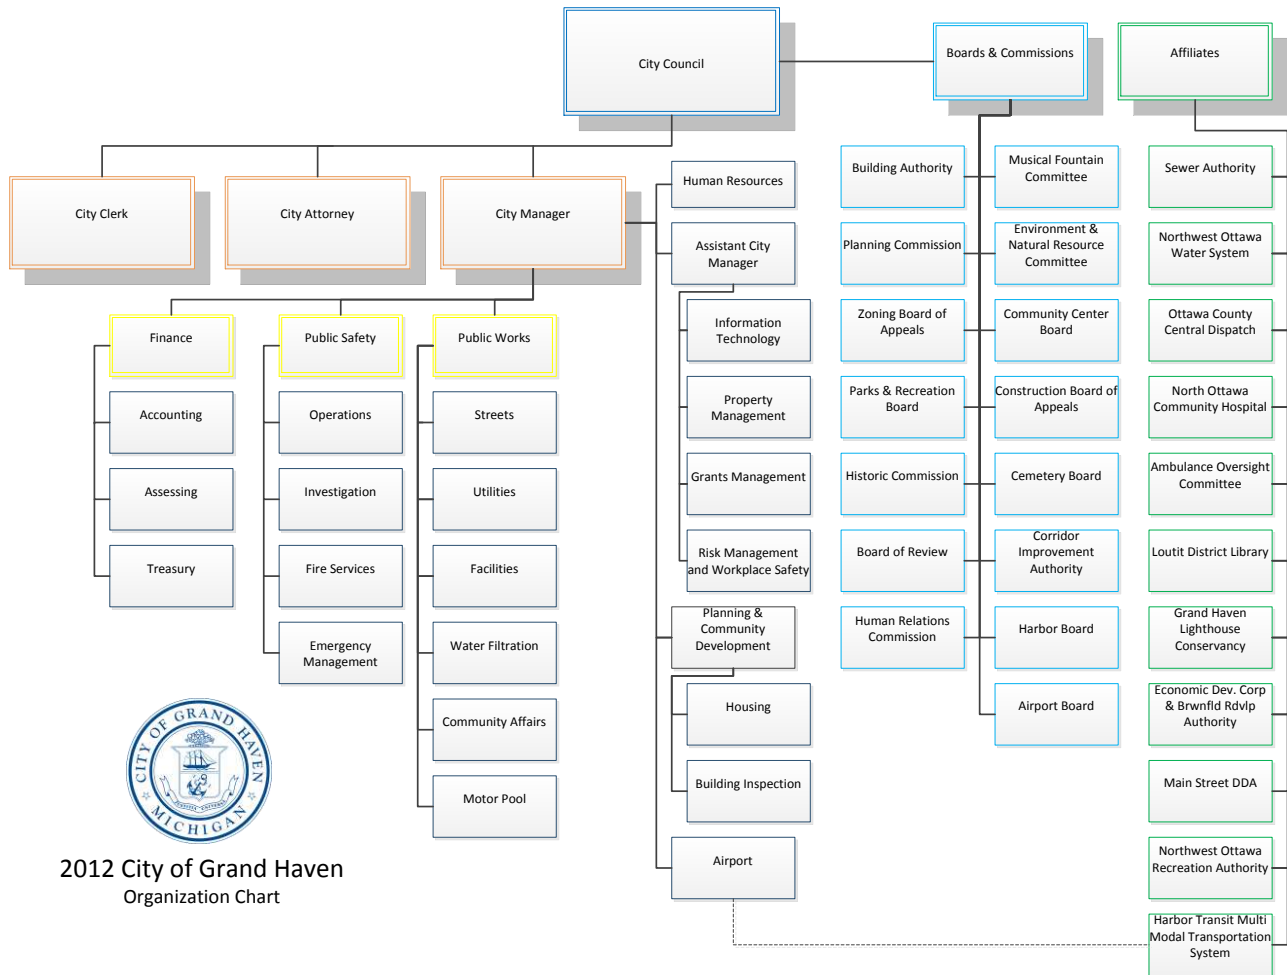 City Council
Boards & Commissions
Affiliates
City Clerk
City Attorney
City Manager
Finance
Accounting
Assessing
Treasury
Public Safety
Operations
Investigation
Fire Services
Emergency
Management
Public Works
Streets
Utilities
Facilities
Water Filtration
Community Affairs
Motor Pool
Human Resources
Assistant City
Manager
Information
Technology
Property
Management
Grants Management
Risk Management
and Workplace Safety
Planning &
Community
Development
Housing
Building Inspection
Airport
Building Authority
Planning Commission
Zoning Board of
Appeals
Parks & Recreation
Board
Historic Commission
Board of Review
Human Relations
Commission
Musical Fountain
Committee
Environment &
Natural Resource
Committee
Community Center
Board
Construction Board of
Appeals
Cemetery Board
Corridor
Improvement
Authority
Harbor Board
Airport Board
Sewer Authority
Northwest Ottawa
Water System
Ottawa County
Central Dispatch
North Ottawa
Community Hospital
Ambulance Oversight
Committee
Loutit District Library
Grand Haven
Lighthouse
Conservancy
Economic Dev. Corp
& Brwnfld Rdvlp
Authority
Main Street DDA
Northwest Ottawa
Recreation Authority
Harbor Transit Multi
Modal Transportation
System
CITY OF GRAND HAVEN
MICHIGAN
2012 City of Grand Haven
Organization Chart